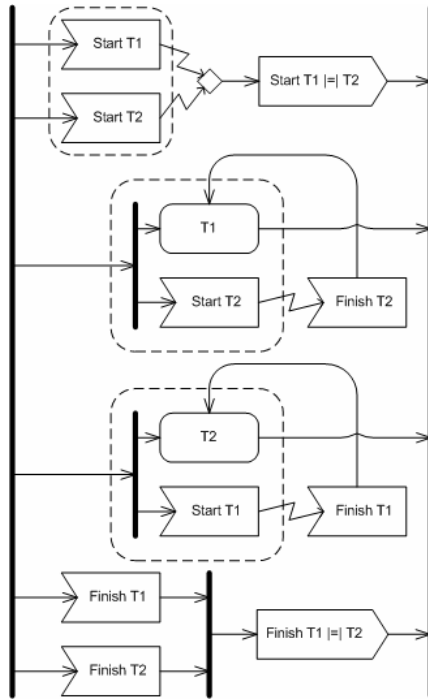 Start T1
Start T2
Start T1 |=| T2
T1
Start T2
Finish T2
T2
Start T1
Finish T1
Finish T1
Finish T2
Finish T1 |=| T2